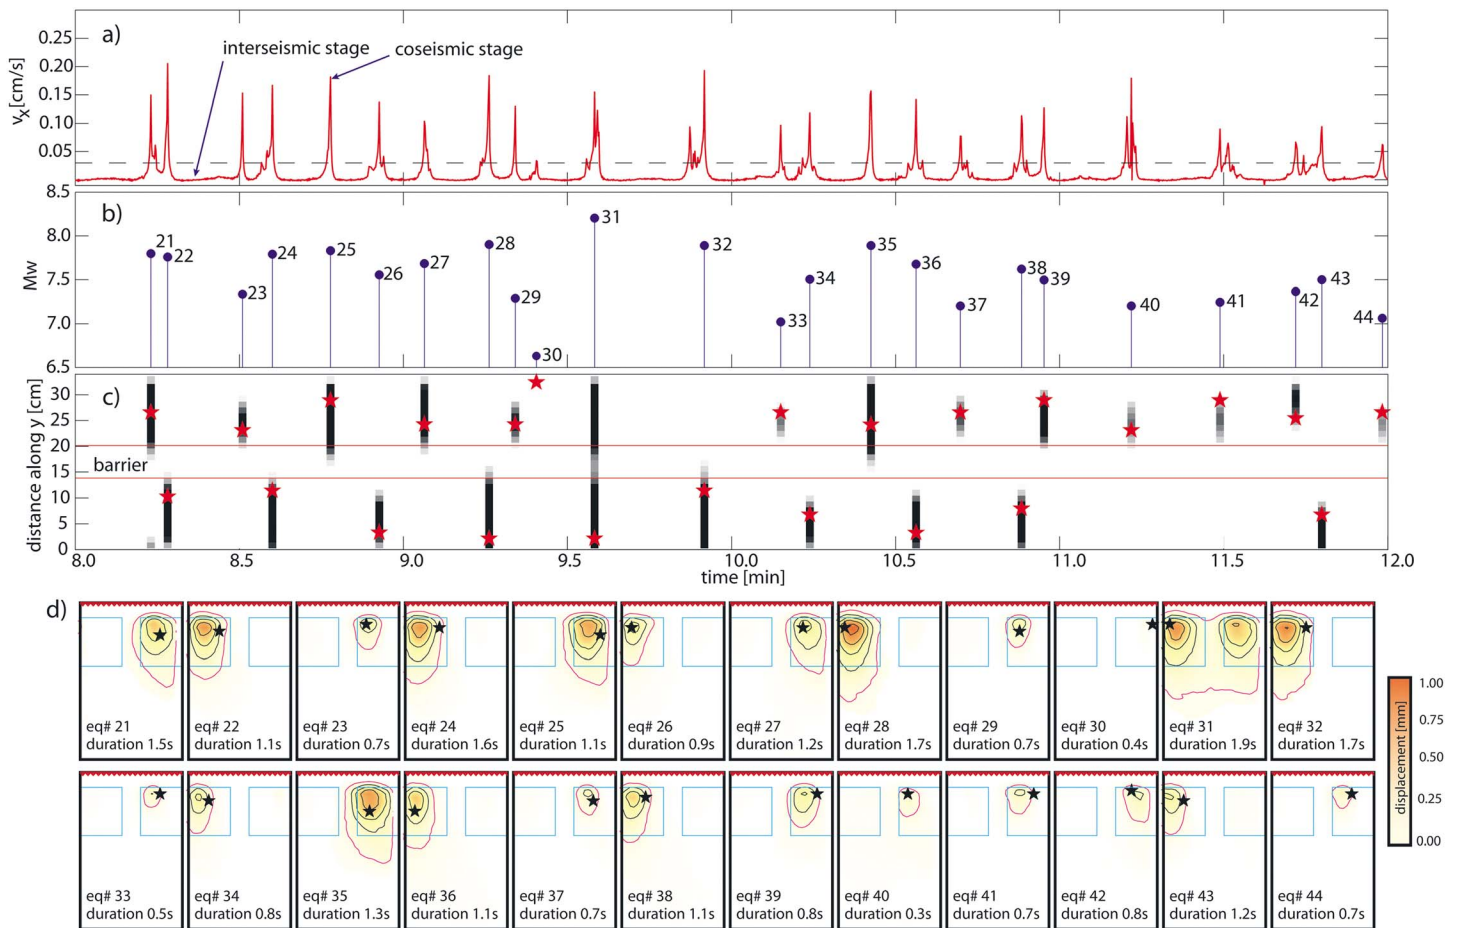 a)
interseismic stage
coseismic stage
vx[cm/s]
0.25
0.20
0.15
0.10
0.05
b)
Mw
8.5
8.0
7.5
7.0
6.5
21
22
23
24
25
26
27
28
29
30
31
32
33
34
35
36
37
38
39
40
41
42
43
44
c)
distance along y [cm]
30
25
20
15
10
5
0
barrier
8.0 8.5 9.0 9.5 10.0 10.5 11.0 11.5 12.0
time [min]
d)
eq# 21
duration 1.5s
eq# 22
duration 1.1s
eq# 23
duration 0.7s
eq# 24
duration 1.6s
eq# 25
duration 1.1s
eq# 26
duration 0.9s
eq# 27
duration 1.2s
eq# 28
duration 1.7s
eq# 29
duration 0.7s
eq# 30
duration 0.4s
eq# 31
duration 1.9s
eq# 32
duration 1.7s
eq# 33
duration 0.5s
eq# 34
duration 0.8s
eq# 35
duration 1.3s
eq# 36
duration 1.1s
eq# 37
duration 0.7s
eq# 38
duration 1.1s
eq# 39
duration 0.8s
eq# 40
duration 0.3s
eq# 41
duration 0.7s
eq# 42
duration 0.8s
eq# 43
duration 1.2s
eq# 44
duration 0.7s
displacement [mm]
1.00
0.75
0.50
0.25
0.00